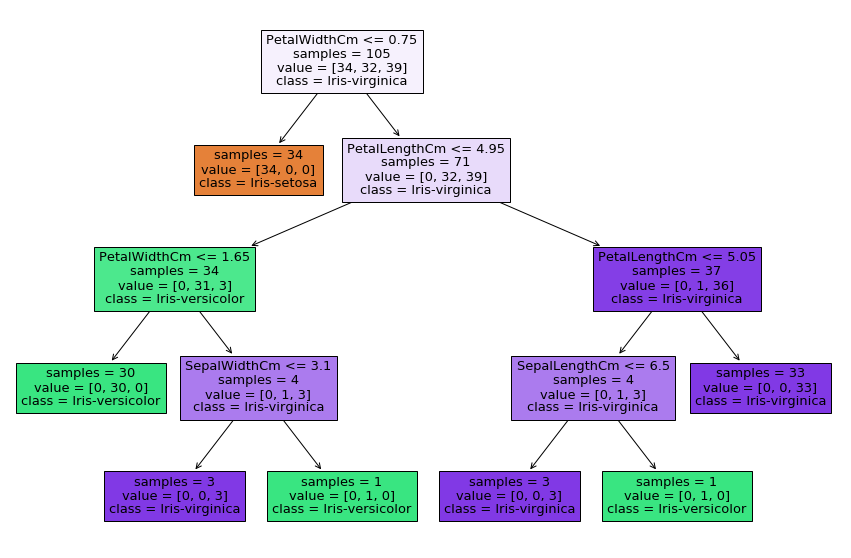 PetalWidthCm <= 0.75
samples = 105
value = [34, 32, 39]
class = Iris-virginica
samples = 34
value = [34, 0, 0]
class = Iris-setosa
PetalLengthCm <= 4.95
samples = 71
value = [0, 32, 39]
class = Iris-virginica
PetalWidthCm <= 1.65
samples = 34
value = [0, 31, 3]
class = Iris-versicolor
PetalLengthCm <= 5.05
samples = 37
value = [0, 1, 36]
class = Iris-virginica
samples = 30
value = [0, 30, 0]
class = Iris-versicolor
SepalWidthCm <= 3.1
samples = 4
value = [0, 1, 3]
class = Iris-virginica
SepalLengthCm <= 6.5
samples = 4
value = [0, 1, 3]
class = Iris-virginica
samples = 33
value = [0, 0, 33]
class = Iris-virginica
samples = 3
value = [0, 0, 3]
class = Iris-virginica
samples = 1
value = [0, 1, 0]
class = Iris-versicolor
samples = 3
value = [0, 0, 3]
class = Iris-virginica
samples = 1
value = [0, 1, 0]
class = Iris-versicolor